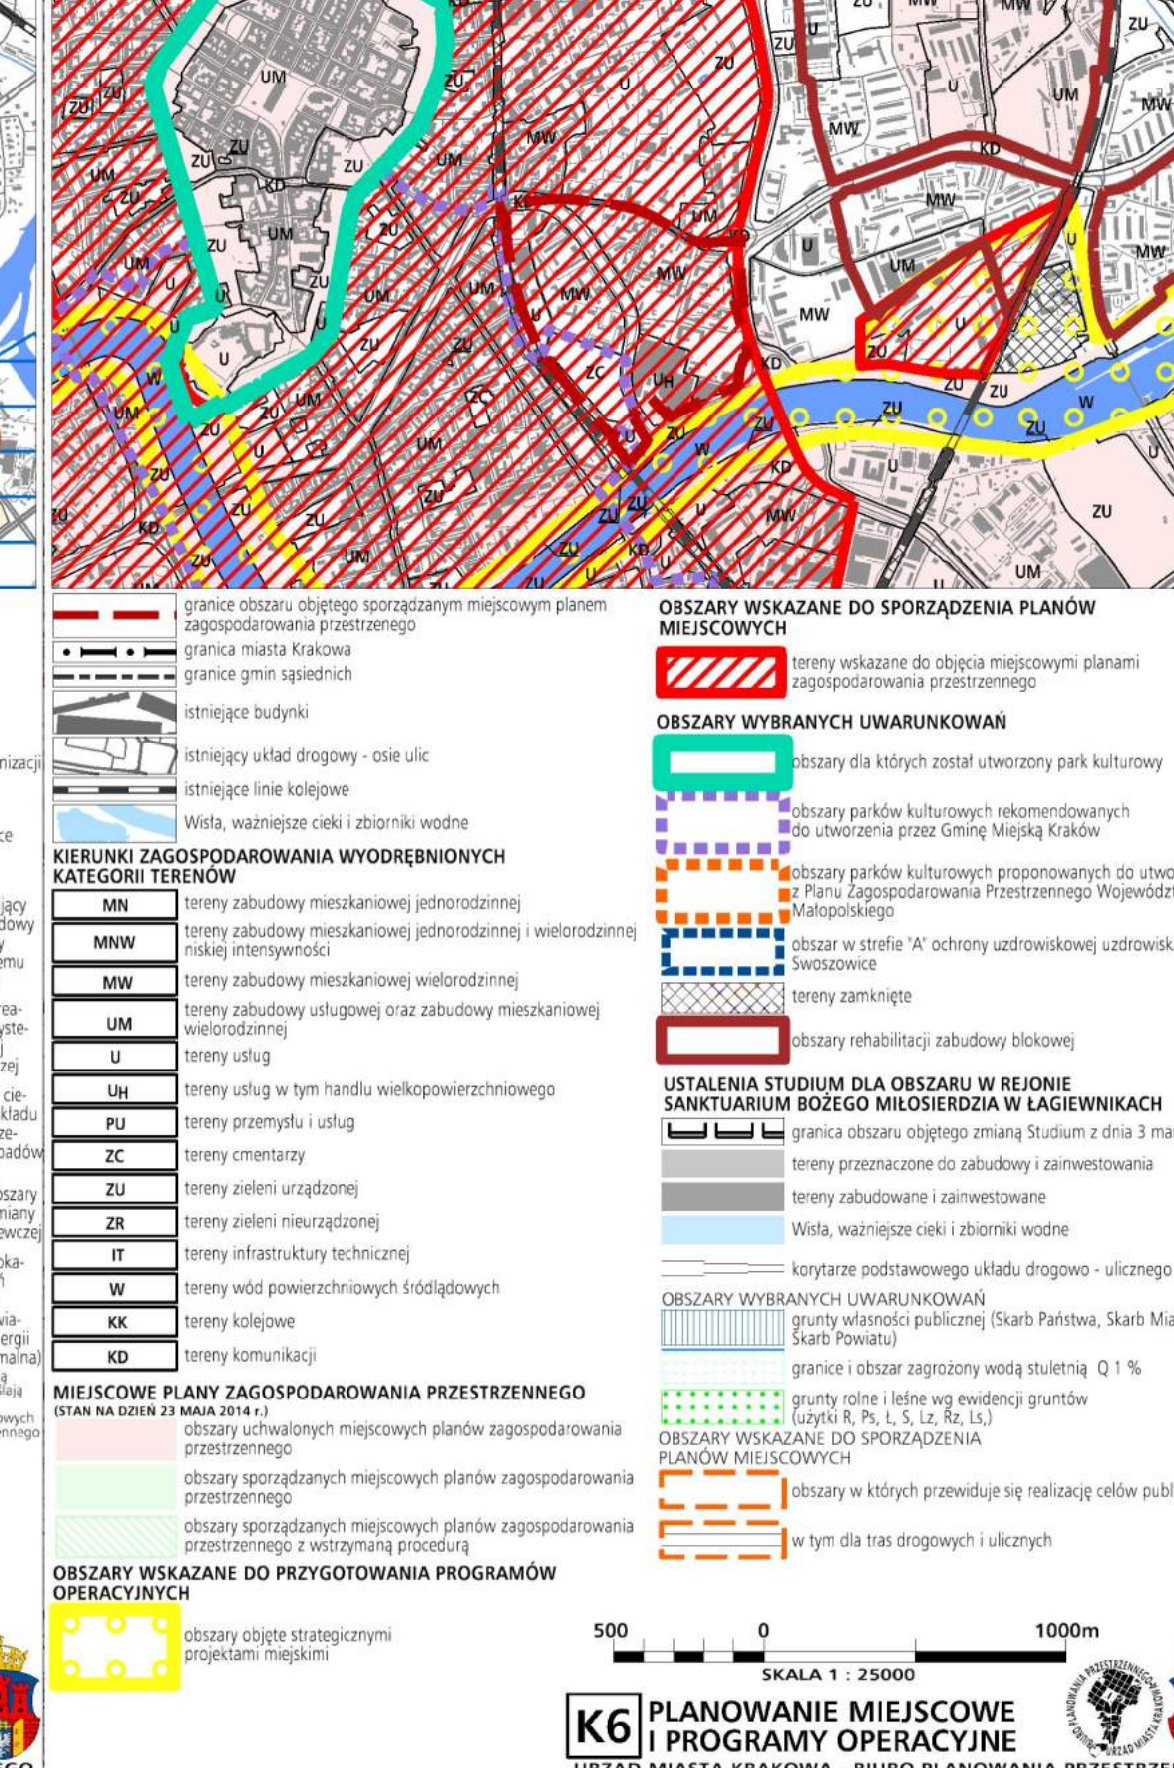 granice obszaru objętego sporządzanym miejscowym planem
zagospodarowania przestrzenego
granica miasta Krakowa
granice gmin sąsiednich
istniejące budynki
istniejący układ drogowy - osie ulic
istniejące linie kolejowe
Wisła, ważniejsze cieki i zbiorniki wodne
KIERUNKI ZAGOSPODAROWANIA WYODRĘBNIONYCH
KATEGORII TERENÓW
MN tereny zabudowy mieszkaniowej jednorodzinnej
MNW tereny zabudowy mieszkaniowej jednorodzinnej i wielorodzinnej
niskiej intensywności
MW tereny zabudowy mieszkaniowej wielorodzinnej
UM tereny zabudowy usługowej oraz zabudowy mieszkaniowej
wielorodzinnej
U tereny usług
UH tereny usług w tym handlu wielkopowierzchniowego
PU tereny przemysłu i usług
ZC tereny cmentarzy
ZU tereny zieleni urządzonej
ZR tereny zieleni nieurządzonej
IT tereny infrastruktury technicznej
W tereny wód powierzchniowych śródlądowych
KK tereny kolejowe
KD tereny komunikacji
MIEJSCOWE PLANY ZAGOSPODAROWANIA PRZESTRZENNEGO
(STAN NA DZIEŃ 23 MAJA 2014 r.)
obszary uchwalonych miejscowych planów zagospodarowania
przestrzennego
obszary sporządzanych miejscowych planów zagospodarowania
przestrzennego
obszary sporządzanych miejscowych planów zagospodarowania
przestrzennego z wstrzymaną procedurą
OBSZARY WSKAZANE DO PRZYGOTOWANIA PROGRAMÓW
OPERACYJNYCH
obszary objęte strategicznymi
projektami miejskimi
OBSZARY WSKAZANE DO SPORZĄDZENIA PLANÓW
MIEJSCOWYCH
tereny wskazane do objęcia miejscowymi planami
zagospodarowania przestrzennego
OBSZARY WYBRANYCH UWARUNKOWAŃ
obszary dla których został utworzony park kulturowy
obszary parków kulturowych rekomendowanych
do utworzenia przez Gminę Miejską Kraków
obszary parków kulturowych proponowanych do utwo
z Planu Zagospodarowania Przestrzennego Województ
Małopolskiego
obszar w strefie "A" ochrony uzdrowiskowej uzdrowisk
Swoszowice
tereny zamknięte
obszary rehabilitacji zabudowy blokowej
USTALENIA STUDIUM DLA OBSZARU W REJONIE
SANKTUARIUM BOŻEGO MIŁOSIERDZIA W ŁAGIEWNIKACH
granica obszaru objętego zmianą Studium z dnia 3 mar
tereny przeznaczone do zabudowy i zainwestowania
tereny zabudowane i zainwestowane
Wisła, ważniejsze cieki i zbiorniki wodne
korytarze podstawowego układu drogowo - ulicznego
OBSZARY WYBRANYCH UWARUNKOWAŃ
grunty własności publicznej (Skarb Państwa, Skarb Mia
Skarb Powiatu)
granice i obszar zagrożony wodą stuletnią Q 1 %
grunty rolne i leśne wg ewidencji gruntów
(użytki R, Ps, Ł, S, Lz, Rz, Ls,)
OBSZARY WSKAZANE DO SPORZĄDZENIA
PLANÓW MIEJSCOWYCH
obszary w których przewiduje się realizację celów publ
w tym dla tras drogowych i ulicznych
500 0 1000m
SKALA 1 : 25000
K6 PLANOWANIE MIEJSCOWE
I PROGRAMY OPERACYJNE
URZĄD MIASTA KRAKOWA - BIURO PLANOWANIA PRZESTRZE